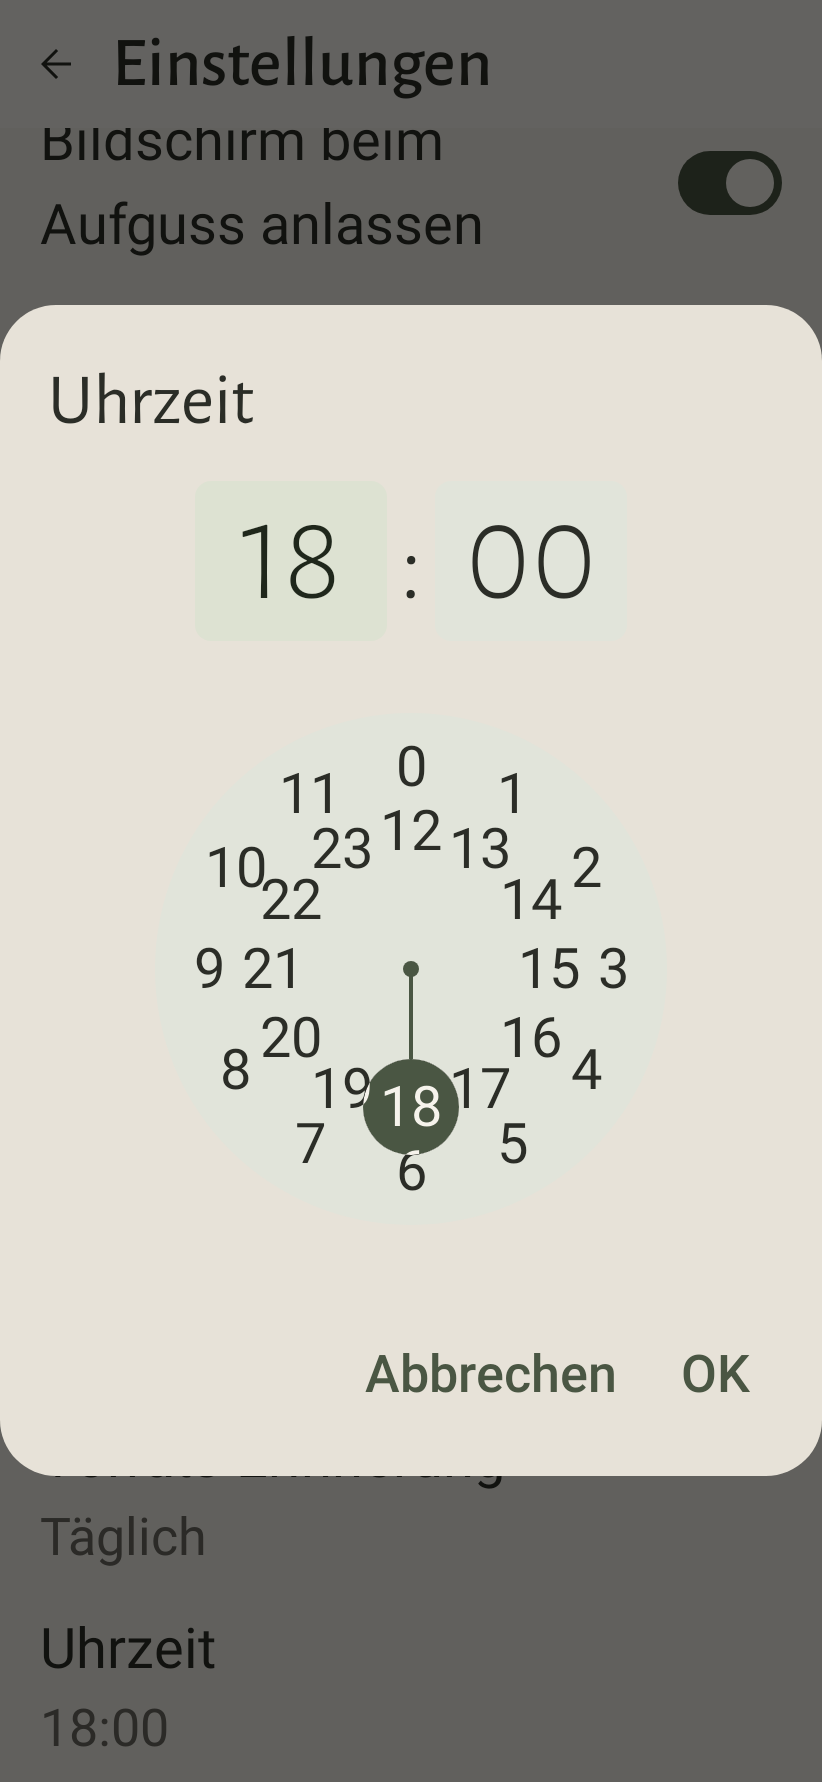 Einstellungen
Bildschirm beim
Aufguss anlassen
Uhrzeit
18 : 00
0
11 1
12
23 13
10 2
22 14
9 21 15 3
20 16
8 4
19 18 17
7 5
6
Abbrechen OK
Täglich
Uhrzeit
18:00